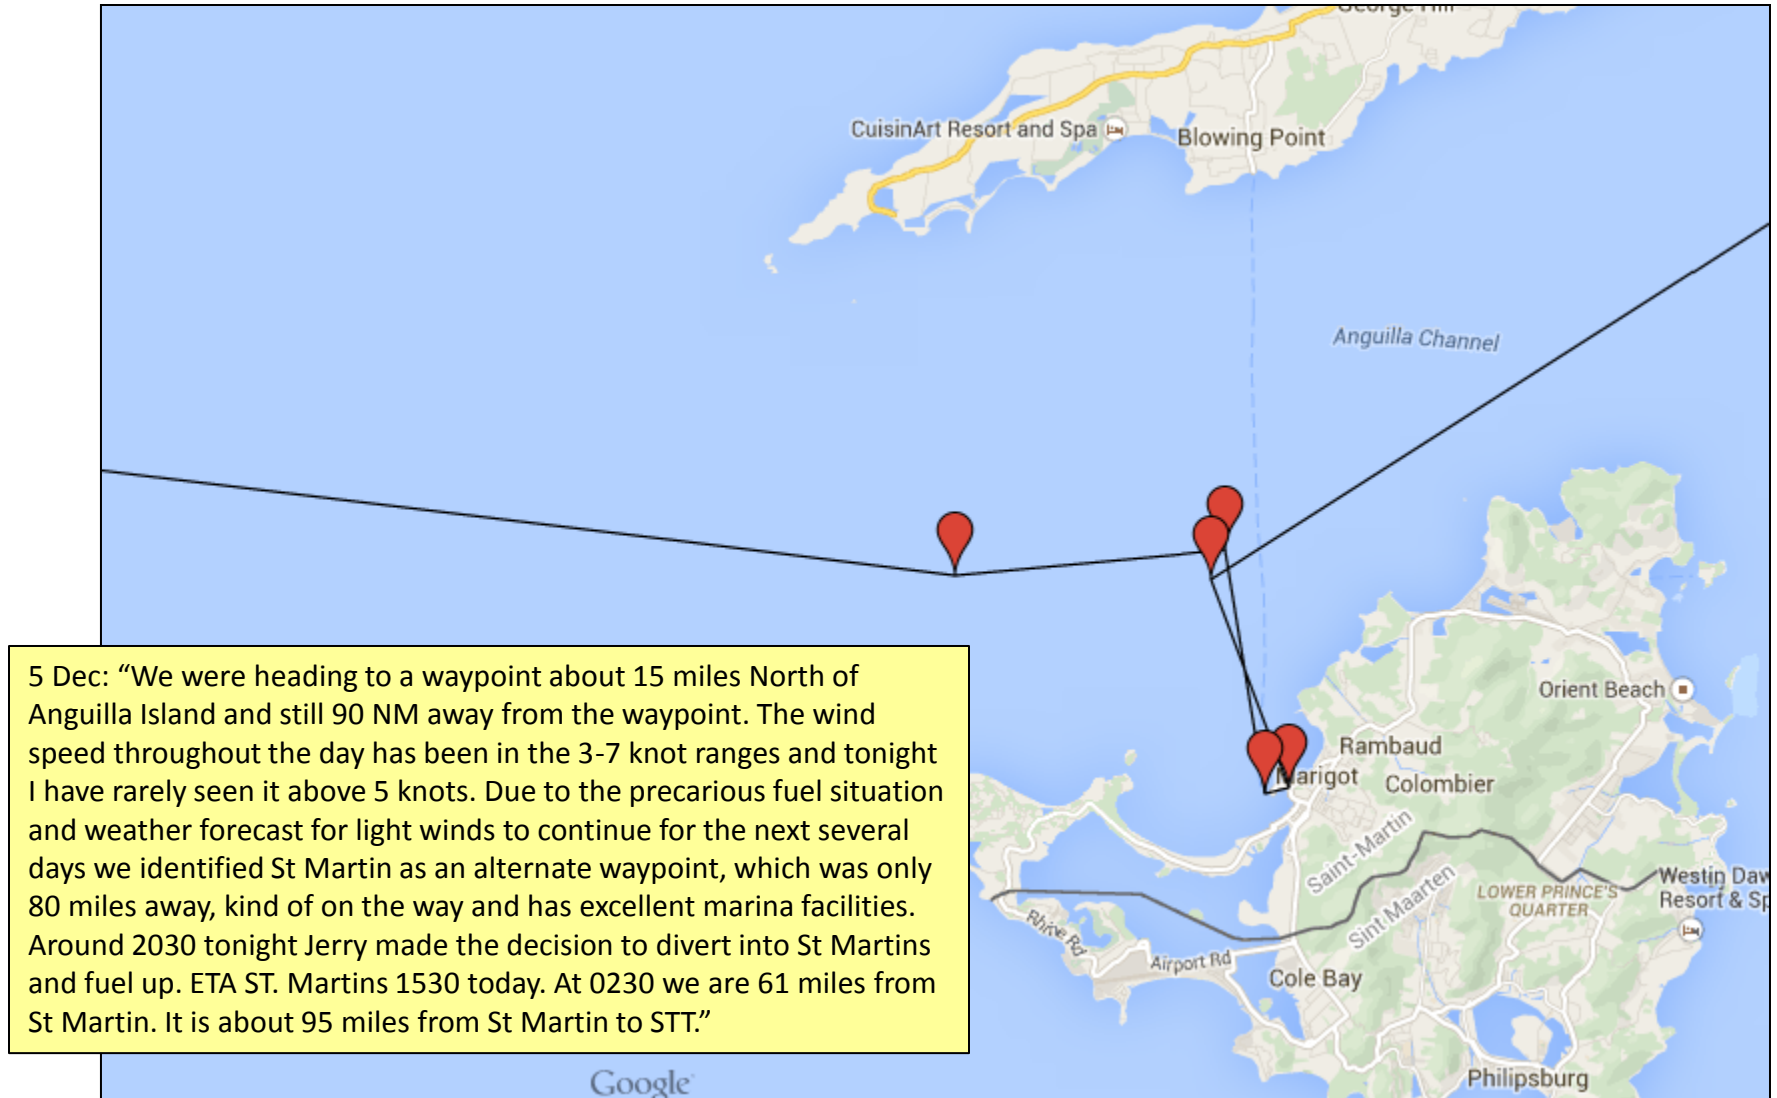 George Hill
CuisinArt Resort and Spa
Blowing Point
Anguilla Channel
5 Dec: “We were heading to a waypoint about 15 miles North of
Anguilla Island and still 90 NM away from the waypoint. The wind
speed throughout the day has been in the 3-7 knot ranges and tonight
I have rarely seen it above 5 knots. Due to the precarious fuel situation
and weather forecast for light winds to continue for the next several
days we identified St Martin as an alternate waypoint, which was only
80 miles away, kind of on the way and has excellent marina facilities.
Around 2030 tonight Jerry made the decision to divert into St Martins
and fuel up. ETA ST. Martins 1530 today. At 0230 we are 61 miles from
St Martin. It is about 95 miles from St Martin to STT.”
Orient Beach
Rambaud
Marigot
Colombier
Saint-Martin
Sint Maarten
LOWER PRINCE'S
QUARTER
Westin Daw
Resort & Sp
Rhine Rd
Airport Rd
Cole Bay
Philipsburg
Google